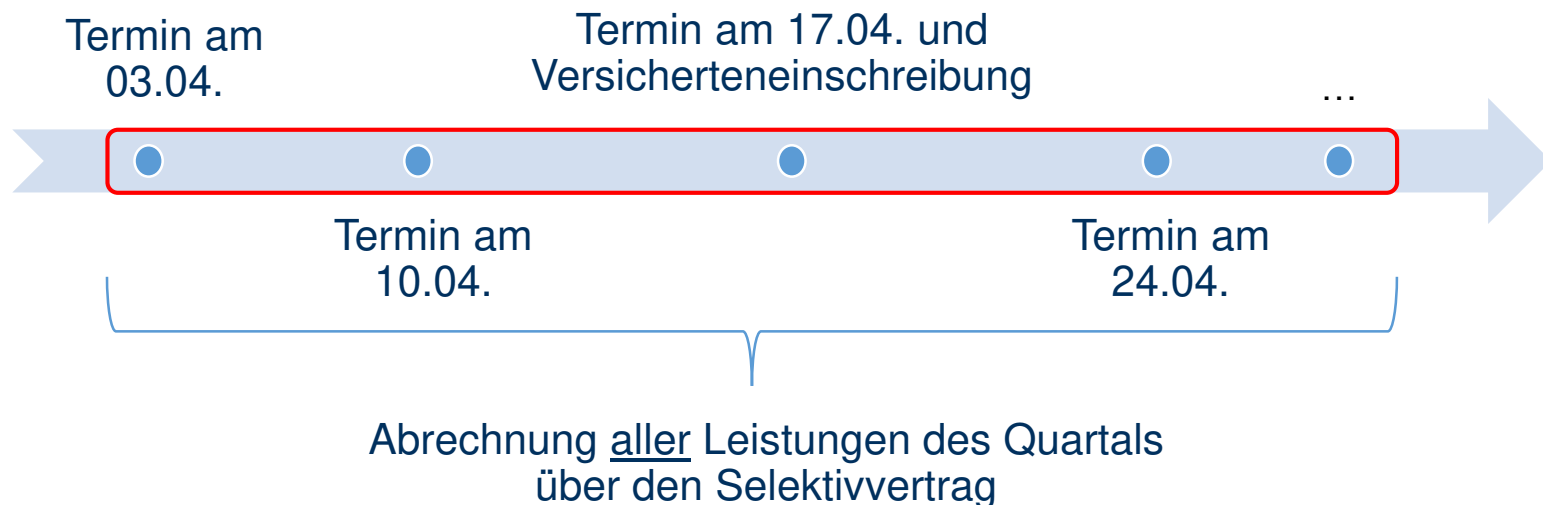 Termin am
03.04.
Termin am 17.04. und
Versicherteneinschreibung
...
Termin am
10.04.
Termin am
24.04.
Abrechnung aller Leistungen des Quartals
über den Selektivvertrag